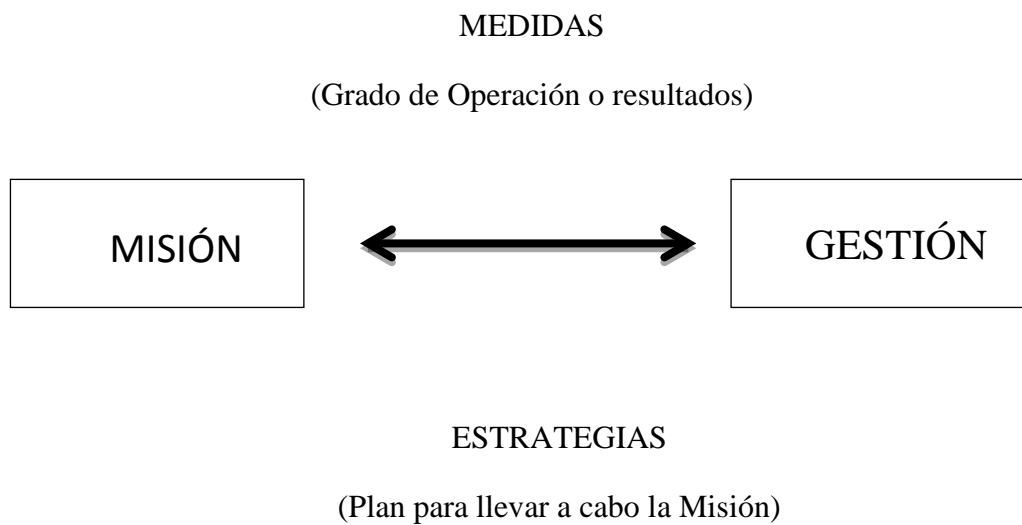 MEDIDAS
(Grado de Operación o resultados)
MISIÓN
GESTIÓN
ESTRATEGIAS
(Plan para llevar a cabo la Misión)